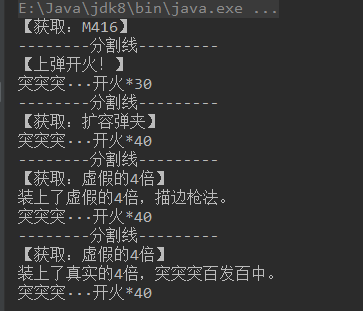 E:\Java\jdk8\bin\java.exe ...
【获取：M416】
--------分割线---------
【上弹开火！】
突突突...开火*30
--------分割线---------
【获取：扩容弹夹】
突突突...开火*40
--------分割线---------
【获取：虚假的4倍】
装上了虚假的4倍，描边枪法。
突突突...开火*40
--------分割线---------
【获取：虚假的4倍】
装上了真实的4倍，突突突百发百中。
突突突...开火*40